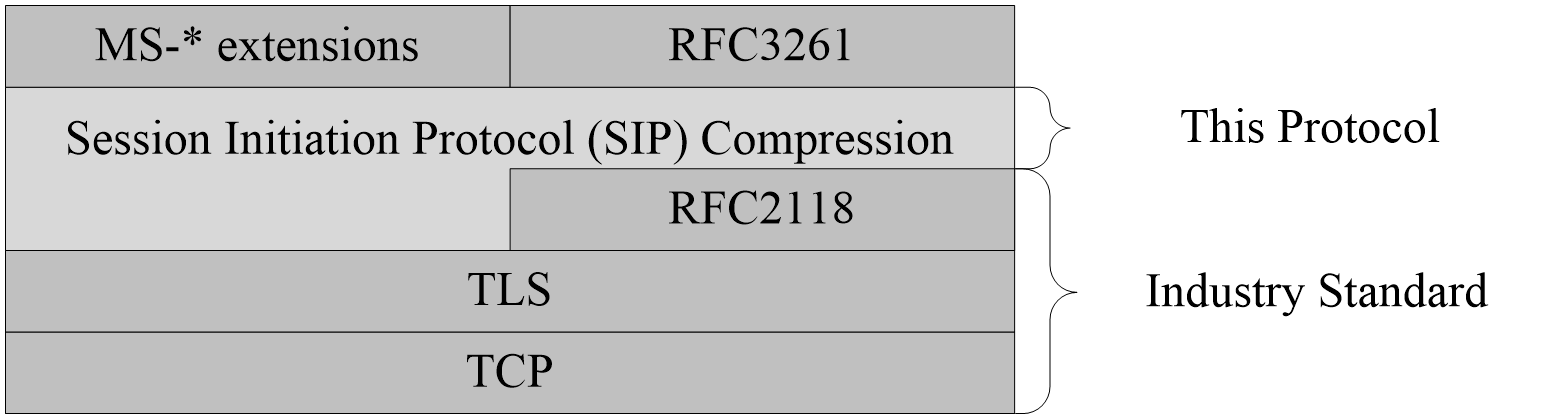 MS-* extensions
RFC3261
Session Initiation Protocol (SIP) Compression
This Protocol
RFC2118
TLS
Industry Standard
TCP